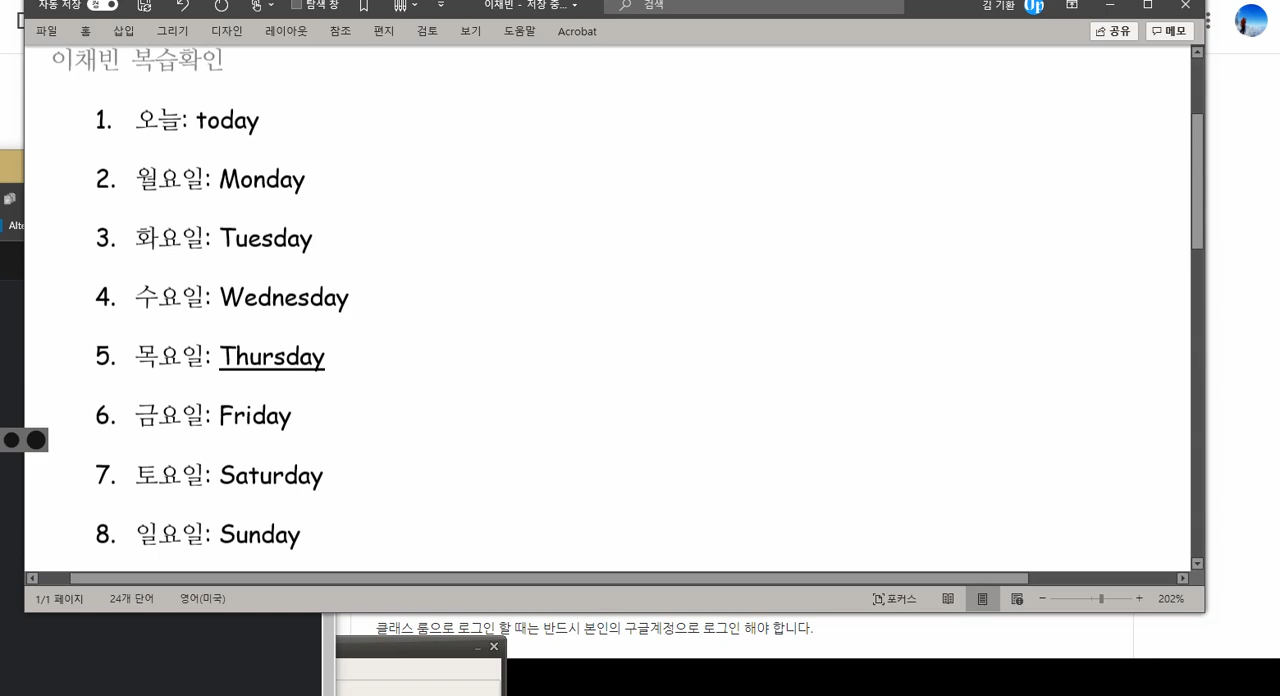 자동 저장 컴 탐색 창 이채빈 - 저장 중... 검색 김 기환
파일 홈 삽입 그리기 디자인 레이아웃 참조 편지 검토 보기 도움말 Acrobat 공유 메모
이채빈 복습확인
1. 오늘: today
2. 월요일: Monday
3. 화요일: Tuesday
4. 수요일: Wednesday
5. 목요일: Thursday
6. 금요일: Friday
7. 토요일: Saturday
8. 일요일: Sunday
1/1 페이지 24개 단어 영어(미국) 포커스 202%
클래스 룸으로 로그인 할 때는 반드시 본인의 구글계정으로 로그인 해야 합니다.